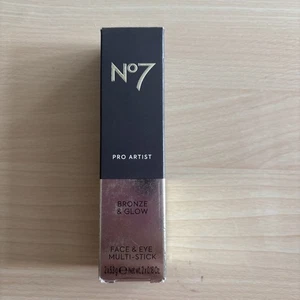 No7
PRO ARTIST
BRONZE
& GLOW
FACE & EYE
MULTI-STICK